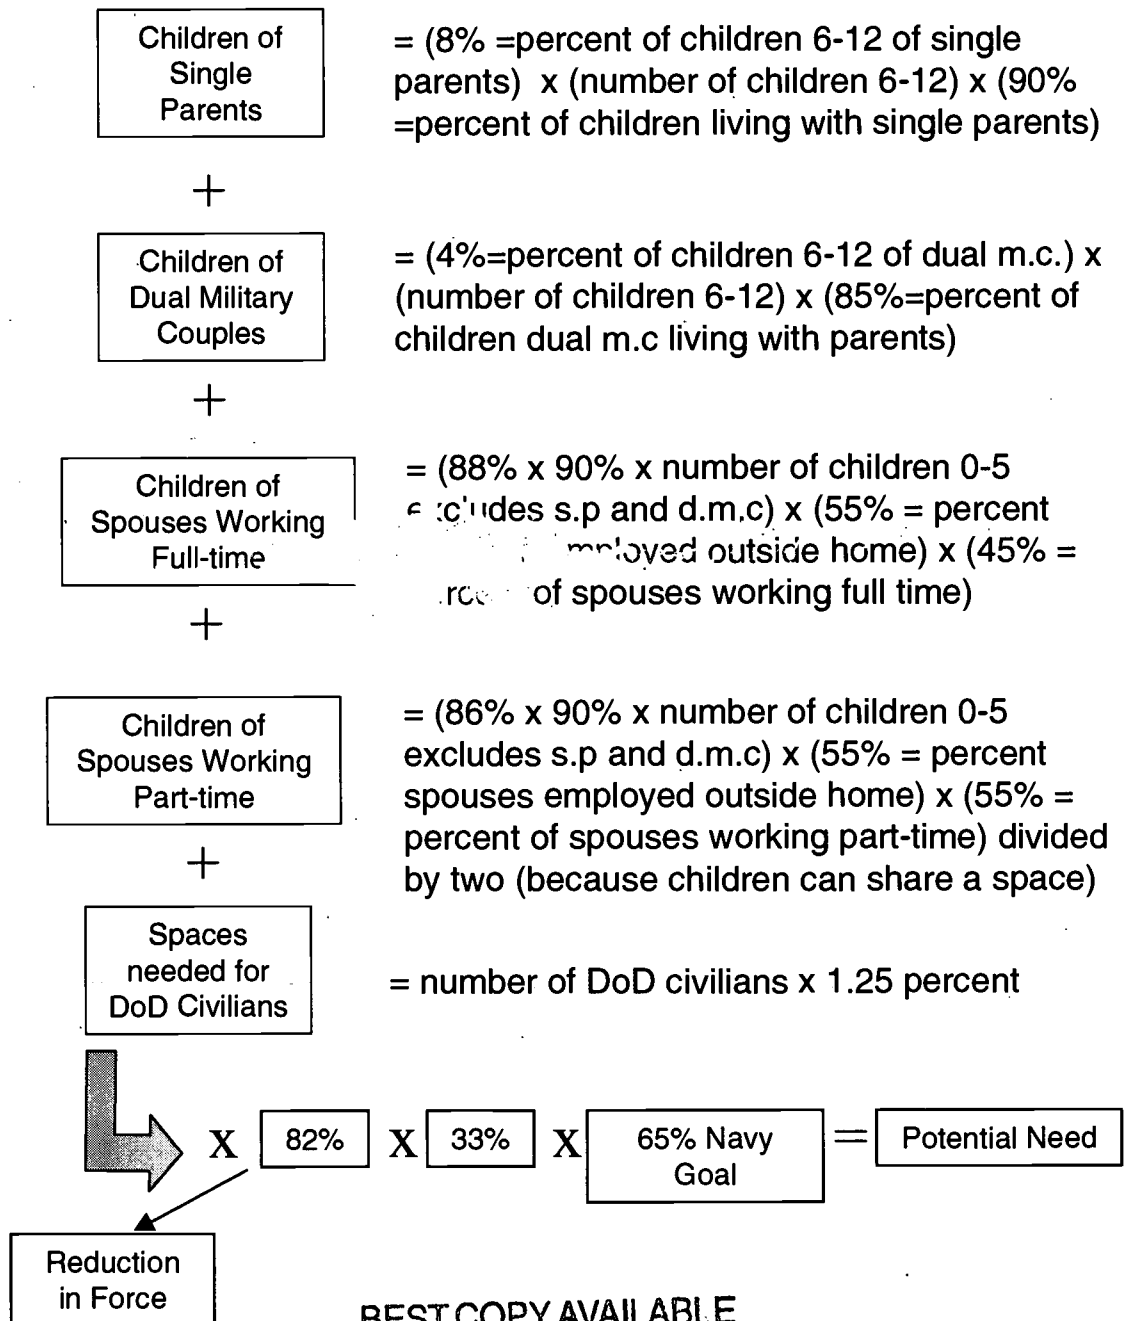 Children of
Single
Parents
= (8% =percent of children 6-12 of single
parents) x (number of children 6-12) x (90%
=percent of children living with single parents)
+
Children of
Dual Military
Couples
= (4%=percent of children 6-12 of dual m.c.) x
(number of children 6-12) x (85%=percent of
children dual m.c living with parents)
+
Children of
Spouses Working
Full-time
= (88% x 90% x number of children 0-5
s.p and d.m.c) x (55% = percent
outside home) x (45% =
of spouses working full time)
+
Children of
Spouses Working
Part-time
= (86% x 90% x number of children 0-5
excludes s.p and d.m.c) x (55% = percent
spouses employed outside home) x (55% =
percent of spouses working part-time) divided
by two (because children can share a space)
+
Spaces
needed for
DoD Civilians
= number of DoD civilians x 1.25 percent
X 82% X 33% X 65% Navy Goal = Potential Need
Reduction
in Force
BEST COPY AVAILABLE